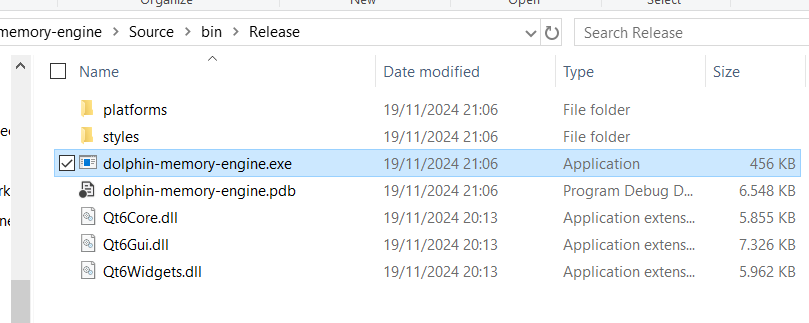 Organize New Open Select
memory-engine > Source > bin > Release Search Release
Name Date modified Type Size
platforms 19/11/2024 21:06 File folder
styles 19/11/2024 21:06 File folder
dolphin-memory-engine.exe 19/11/2024 21:06 Application 456 KB
dolphin-memory-engine.pdb 19/11/2024 21:06 Program Debug D... 6.548 KB
Qt6Core.dll 19/11/2024 20:13 Application extens... 5.855 KB
Qt6Gui.dll 19/11/2024 20:13 Application extens... 7.326 KB
Qt6Widgets.dll 19/11/2024 20:13 Application extens... 5.962 KB